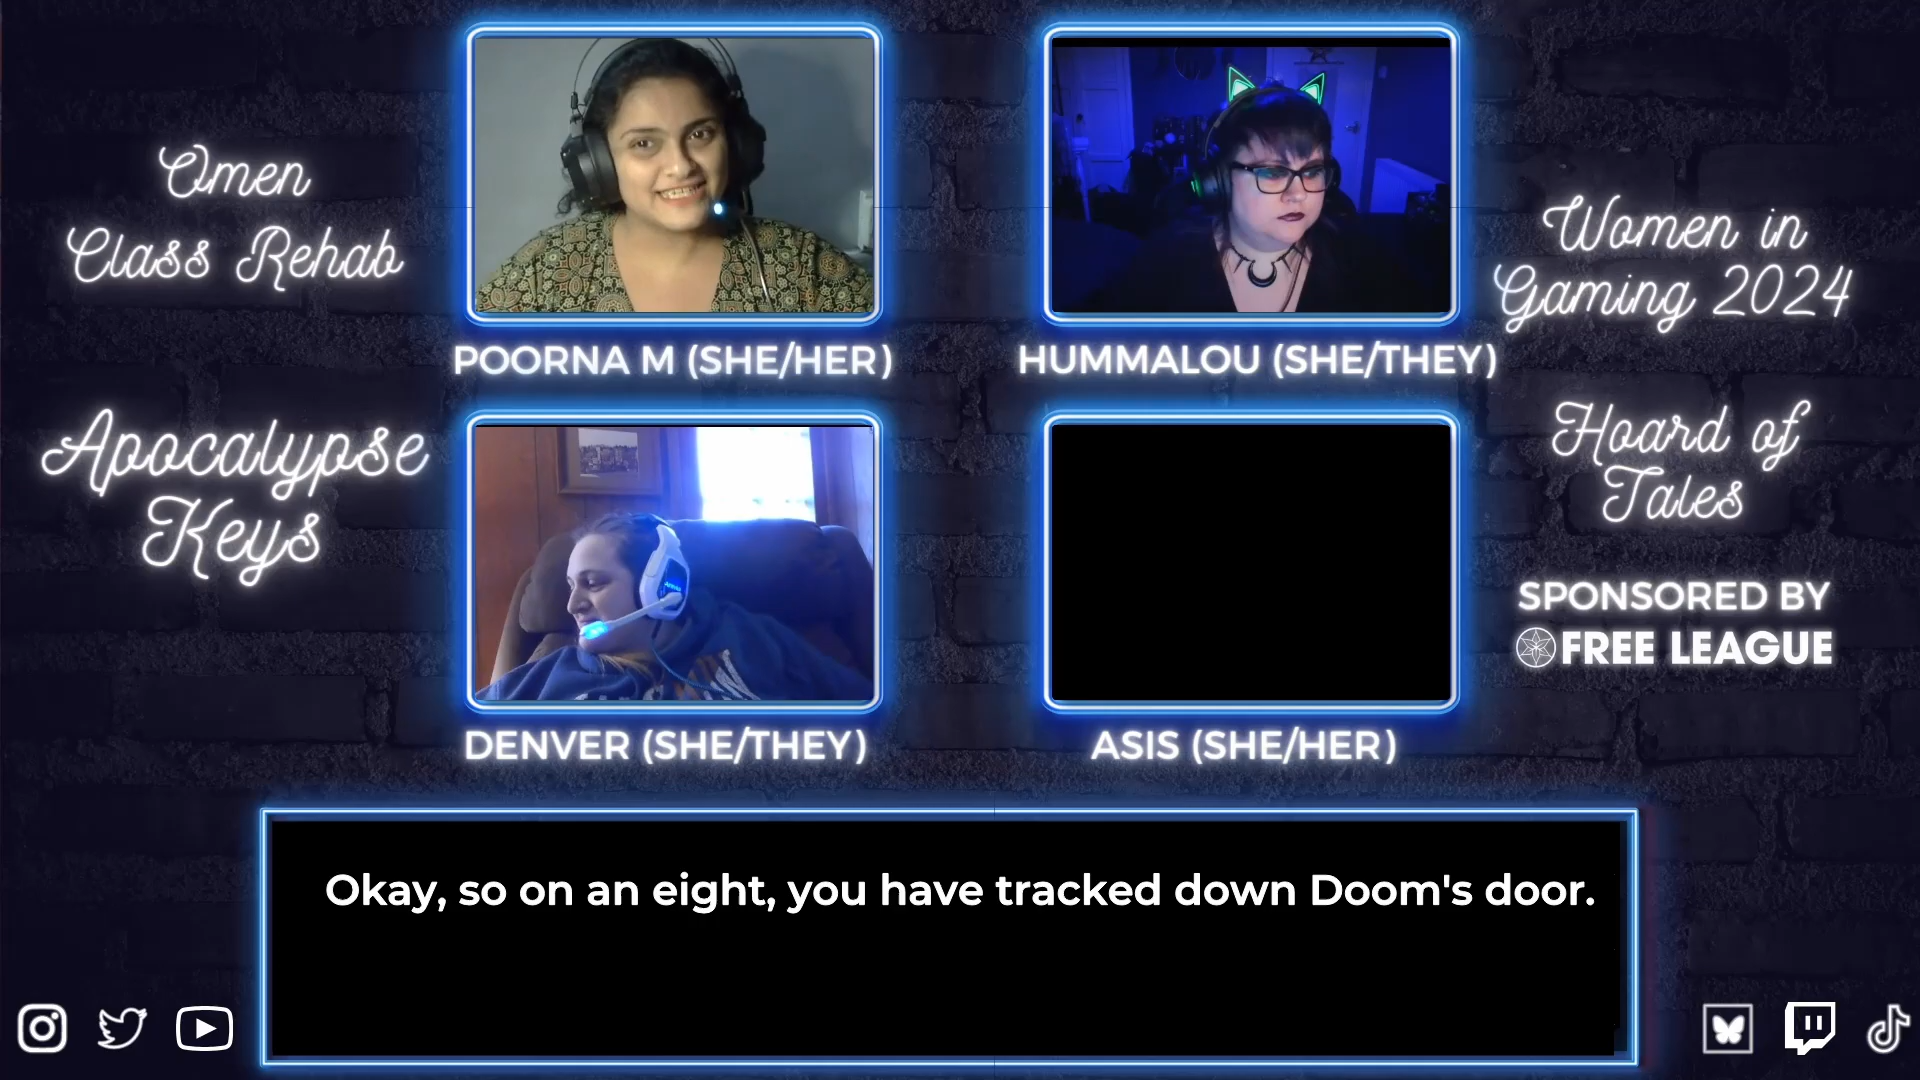 Omen
Class Rehab
Apocalypse
Keys
POORNA M (SHE/HER)
HUMMALOU (SHE/THEY)
DENVER (SHE/THEY)
ASIS (SHE/HER)
Women in
Gaming 2024
Hoard of
Tales
SPONSORED BY
FREE LEAGUE
Okay, so on an eight, you have tracked down Doom's door.